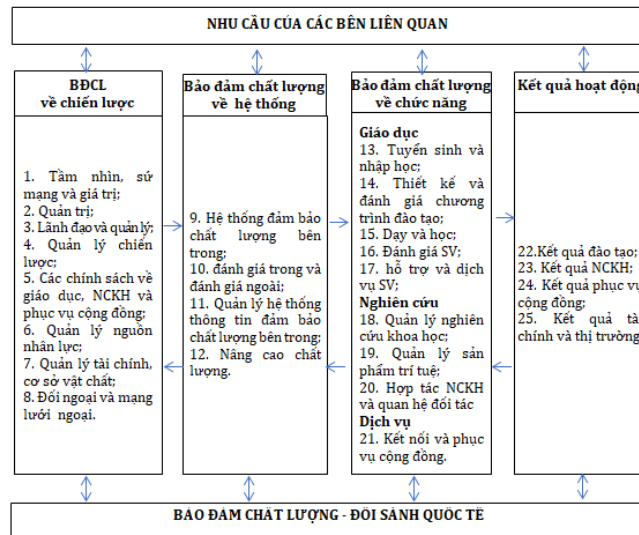 NHU CẦU CỦA CÁC BÊN LIÊN QUAN
BĐCL
về chiến lược
1. Tầm nhìn, sứ
mạng và giá trị;
2. Quản trị;
3. Lãnh đạo và quản lý;
4. Quản lý chiến
lược;
5. Các chính sách về
giáo dục, NCKH và
phục vụ cộng đồng;
6. Quản lý nguồn
nhân lực;
7. Quản lý tài chính,
cơ sở vật chất;
8. Đối ngoại và mạng
lưới ngoại.
Bảo đảm chất lượng
về hệ thống
9. Hệ thống đảm bảo
chất lượng bên
trong;
10. đánh giá trong và
đánh giá ngoài;
11. Quản lý hệ thống
thông tin đảm bảo
chất lượng bên trong;
12. Nâng cao chất
lượng.
Bảo đảm chất lượng
về chức năng
Giáo dục
13. Tuyển sinh và
nhập học;
14. Thiết kế và
đánh giá chương
trình đào tạo;
15. Dạy và học;
16. Đánh giá SV;
17. hỗ trợ và dịch
vụ SV;
Nghiên cứu
18. Quản lý nghiên
cứu khoa học;
19. Quản lý sản
phẩm trí tuệ;
20. Hợp tác NCKH
và quan hệ đối tác
Dịch vụ
21. Kết nối và phục
vụ cộng đồng.
Kết quả hoạt động
22.Kết quả đào tạo;
23. Kết quả NCKH;
24. Kết quả phục vụ
cộng đồng;
25. Kết quả tài
chính và thị trường
BẢO ĐẢM CHẤT LƯỢNG - ĐỐI SÁNH QUỐC TẾ